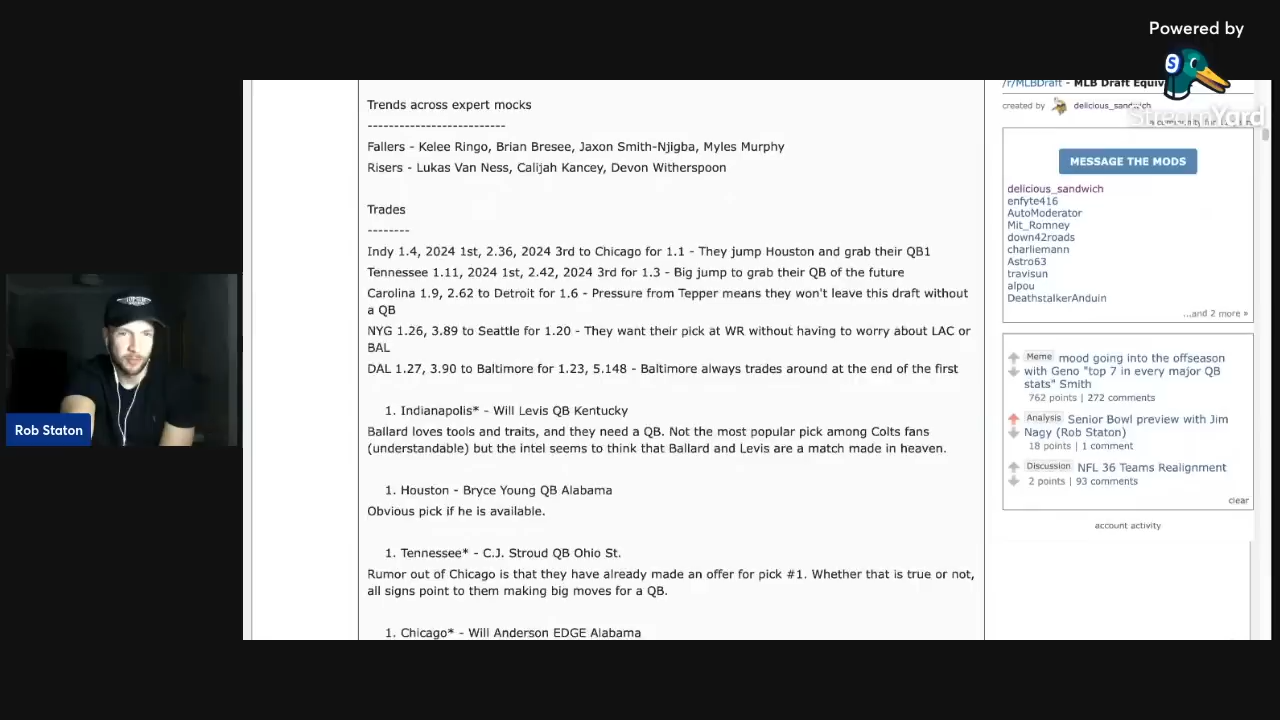 Powered by
StreamYard
Trends across expert mocks
--------------------------
Fallers - Kelee Ringo, Brian Bresee, Jaxon Smith-Njigba, Myles Murphy
Risers - Lukas Van Ness, Calijah Kancey, Devon Witherspoon
Trades
--------
Indy 1.4, 2024 1st, 2.36, 2024 3rd to Chicago for 1.1 - They jump Houston and grab their QB1
Tennessee 1.11, 2024 1st, 2.42, 2024 3rd for 1.3 - Big jump to grab their QB of the future
Carolina 1.9, 2.62 to Detroit for 1.6 - Pressure from Tepper means they won't leave this draft without
a QB
NYG 1.26, 3.89 to Seattle for 1.20 - They want their pick at WR without having to worry about LAC or
BAL
DAL 1.27, 3.90 to Baltimore for 1.23, 5.148 - Baltimore always trades around at the end of the first
1. Indianapolis* - Will Levis QB Kentucky
Ballard loves tools and traits, and they need a QB. Not the most popular pick among Colts fans
(understandable) but the intel seems to think that Ballard and Levis are a match made in heaven.
1. Houston - Bryce Young QB Alabama
Obvious pick if he is available.
1. Tennessee* - C.J. Stroud QB Ohio St.
Rumor out of Chicago is that they have already made an offer for pick #1. Whether that is true or not,
all signs point to them making big moves for a QB.
1. Chicago* - Will Anderson EDGE Alabama
/r/MLBDraft - MLB Draft Equiv
created by delicious_sandwich
MESSAGE THE MODS
delicious_sandwich
enfyte416
AutoModerator
Mit_Romney
down42roads
charliemann
Astro63
travisun
alpou
DeathstalkerAnduin
...and 2 more »
Meme mood going into the offseason
with Geno "top 7 in every major QB
stats" Smith
762 points | 272 comments
Analysis Senior Bowl preview with Jim
Nagy (Rob Staton)
18 points | 1 comment
Discussion NFL 36 Teams Realignment
2 points | 93 comments
clear
account activity
Rob Staton